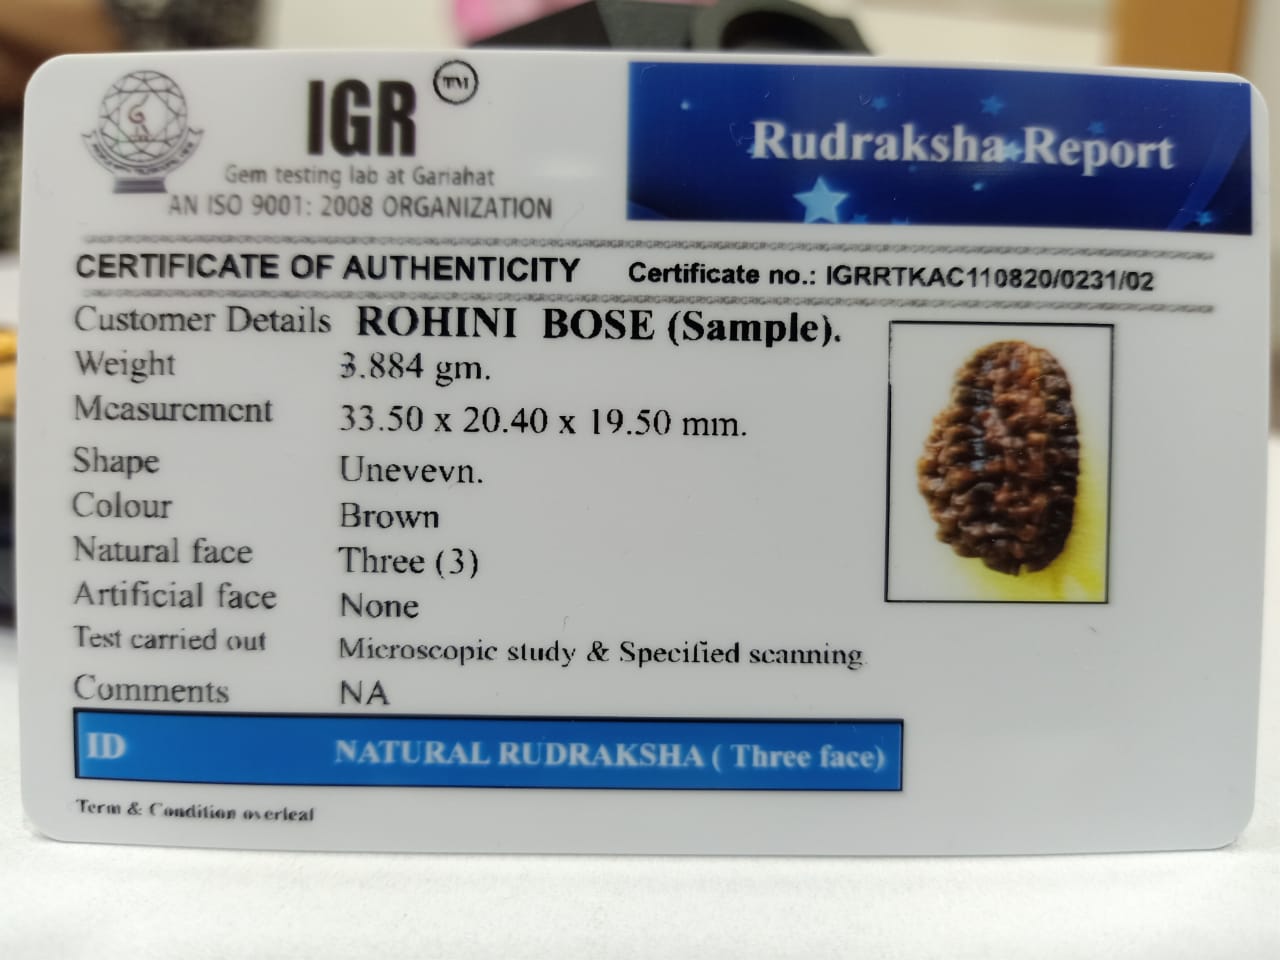 IGR TM
Gem testing lab at Gariahat
AN ISO 9001: 2008 ORGANIZATION
Rudraksha Report
CERTIFICATE OF AUTHENTICITY Certificate no.: IGRRTKAC110820/0231/02
Customer Details ROHINI BOSE (Sample).
Weight 3.884 gm.
Measurement 33.50 x 20.40 x 19.50 mm.
Shape Unevevn.
Colour Brown
Natural face Three (3)
Artificial face None
Test carried out Microscopic study & Specified scanning
Comments NA
ID NATURAL RUDRAKSHA ( Three face)
Term & Condition overleaf